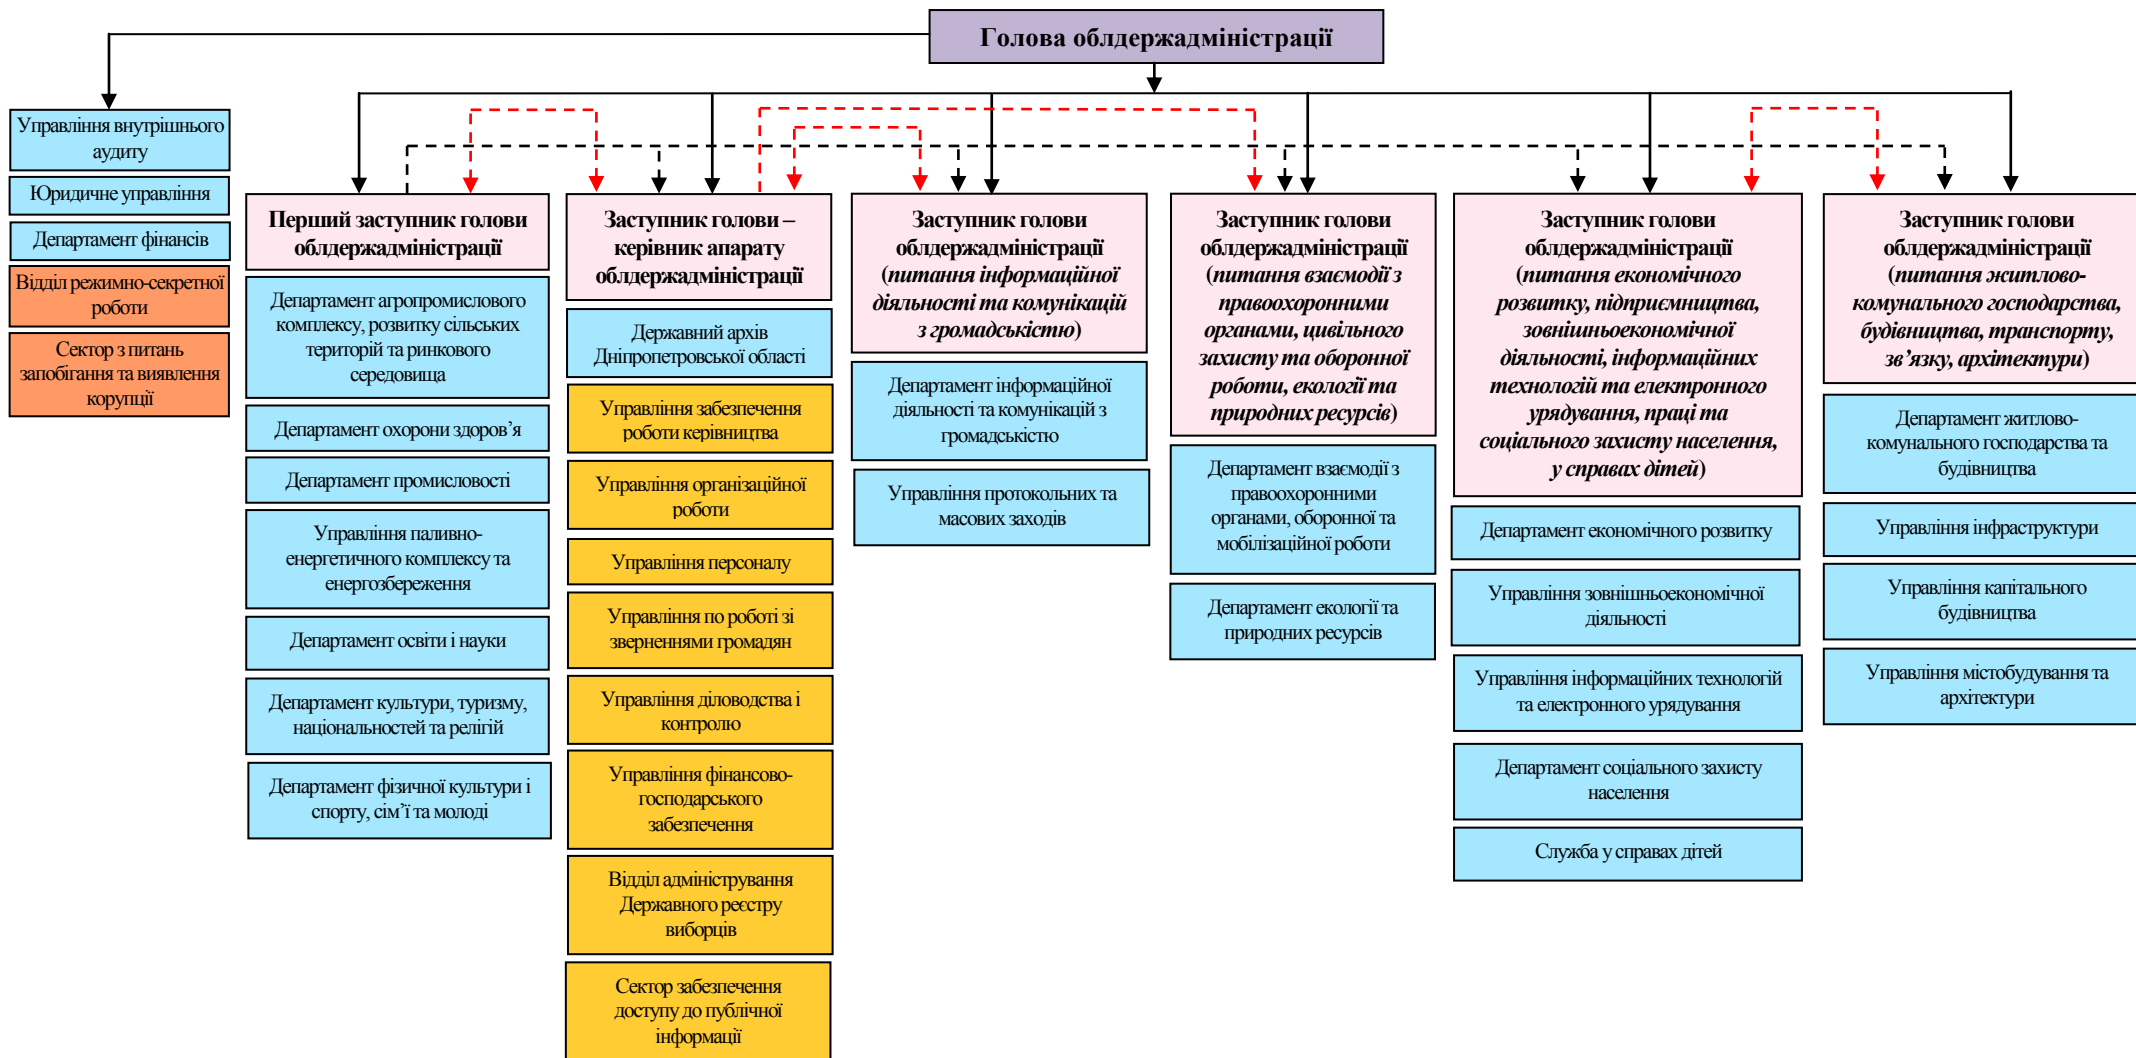 Голова облдержадміністрації
Управління внутрішнього
аудиту
Юридичне управління
Департамент фінансів
Відділ режимно-секретної
роботи
Сектор з питань
запобігання та виявлення
корупції
Перший заступник голови
облдержадміністрації
Департамент агропромислового
комплексу, розвитку сільських
територій та ринкового
середовища
Департамент охорони здоров’я
Департамент промисловості
Управління паливно-
енергетичного комплексу та
енергозбереження
Департамент освіти і науки
Департамент культури, туризму,
національностей та релігій
Департамент фізичної культури і
спорту, сім’ї та молоді
Заступник голови –
керівник апарату
облдержадміністрації
Державний архів
Дніпропетровської області
Управління забезпечення
роботи керівництва
Управління організаційної
роботи
Управління персоналу
Управління по роботі зі
зверненнями громадян
Управління діловодства і
контролю
Управління фінансово-
господарського
забезпечення
Відділ адміністрування
Державного реєстру
виборців
Сектор забезпечення
доступу до публічної
інформації
Заступник голови
облдержадміністрації
(питання інформаційної
діяльності та комунікацій
з громадськістю)
Департамент інформаційної
діяльності та комунікацій з
громадськістю
Управління протокольних та
масових заходів
Заступник голови
облдержадміністрації
(питання взаємодії з
правоохоронними
органами, цивільного
захисту та оборонної
роботи, екології та
природних ресурсів)
Департамент взаємодії з
правоохоронними
органами, оборонної та
мобілізаційної роботи
Департамент екології та
природних ресурсів
Заступник голови
облдержадміністрації
(питання економічного
розвитку, підприємництва,
зовнішньоекономічної
діяльності, інформаційних
технологій та електронного
урядування, праці та
соціального захисту населення,
у справах дітей)
Департамент економічного розвитку
Управління зовнішньоекономічної
діяльності
Управління інформаційних технологій
та електронного урядування
Департамент соціального захисту
населення
Служба у справах дітей
Заступник голови
облдержадміністрації
(питання житлово-
комунального господарства,
будівництва, транспорту,
зв’язку, архітектури)
Департамент житлово-
комунального господарства та
будівництва
Управління інфраструктури
Управління капітального
будівництва
Управління містобудування та
архітектури